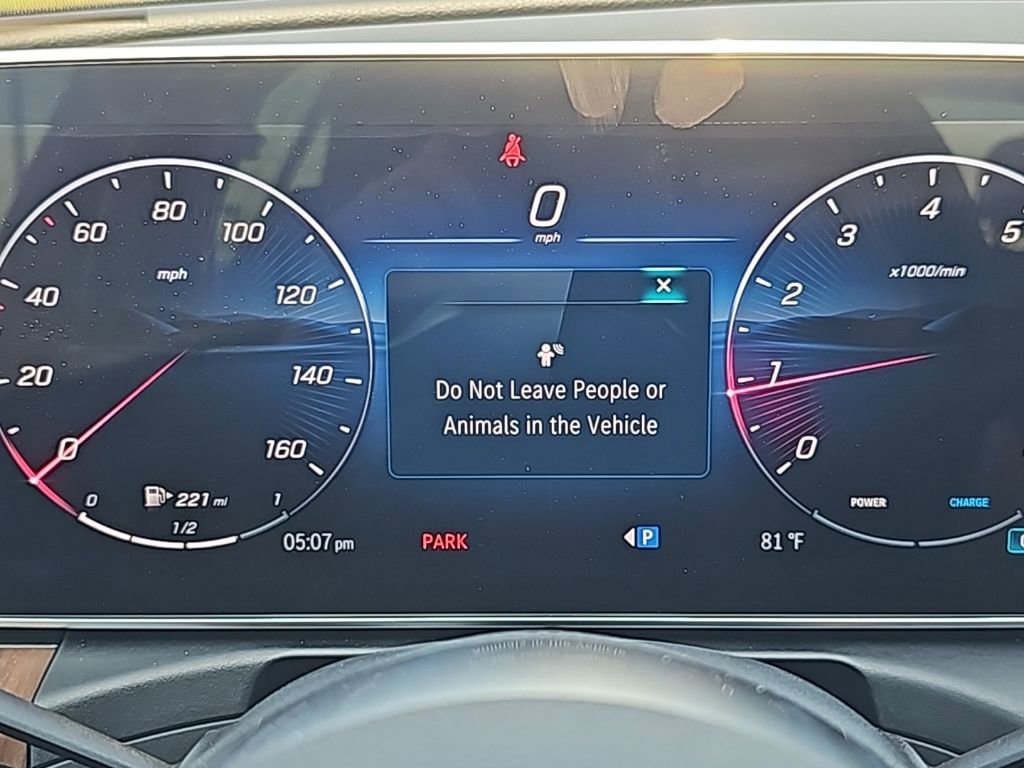 0
mph
80
60
100
mph
40
120
20
140
0
160
0
221 mi
1
1/2
05:07 pm
Do Not Leave People or
Animals in the Vehicle
PARK
P
4
3
5
x1000/min
2
1
0
POWER
CHARGE
81 °F